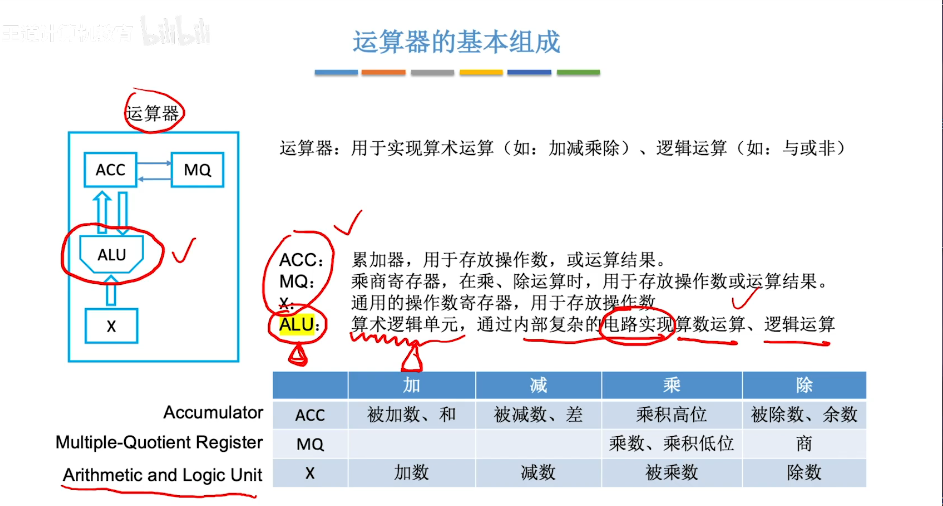 bilibili
运算器的基本组成
运算器
ACC
MQ
ALU
X
运算器：用于实现算术运算（如：加减乘除）、逻辑运算（如：与或非）
ACC： 累加器，用于存放操作数，或运算结果。
MQ： 乘商寄存器，在乘、除运算时，用于存放操作数或运算结果。
X： 通用的操作数寄存器，用于存放操作数
ALU： 算术逻辑单元，通过内部复杂的电路实现算数运算、逻辑运算
加 减 乘 除
Accumulator ACC 被加数、和 被减数、差 乘积高位 被除数、余数
Multiple-Quotient Register MQ 乘数、乘积低位 商
Arithmetic and Logic Unit X 加数 减数 被乘数 除数